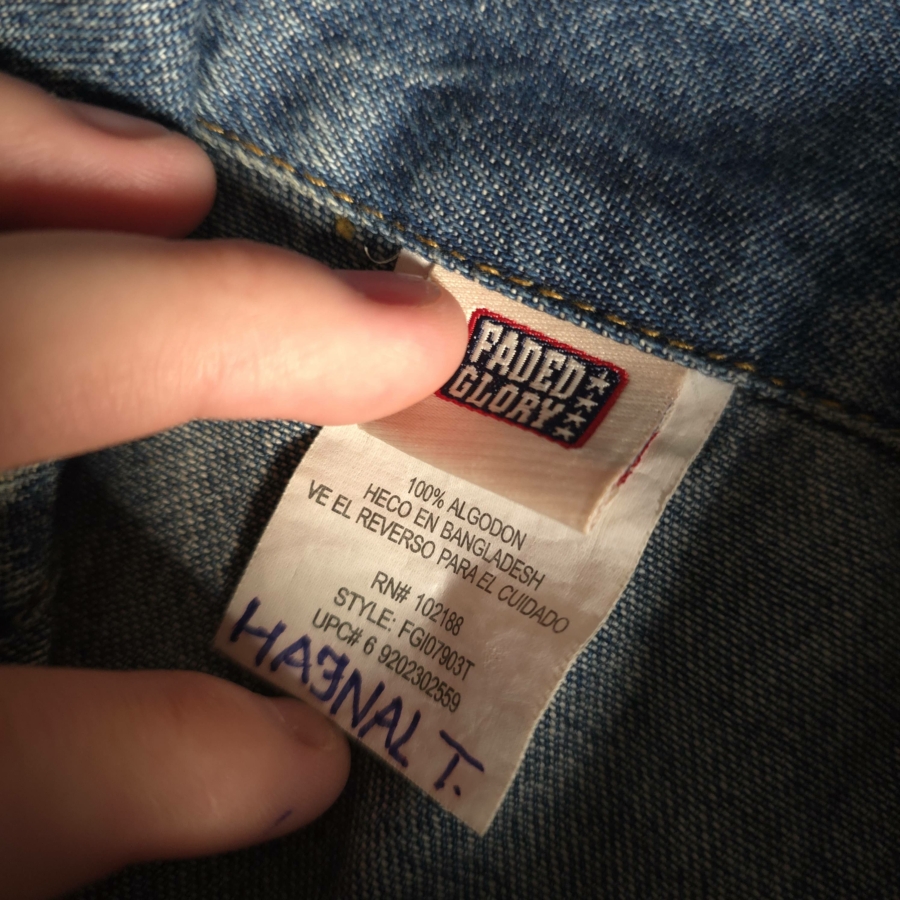 FADED
GLORY
100% ALGODON
HECO EN BANGLADESH
VE EL REVERSO PARA EL CUIDADO
RN# 102188
STYLE: FGI07903T
UPC# 6 9202302559
HAJNAL T.